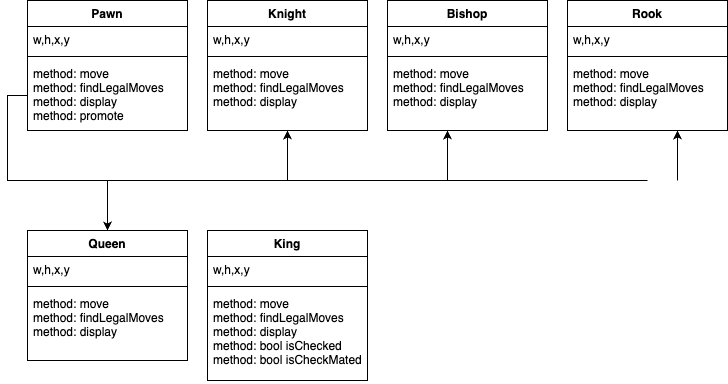 Pawn
w,h,x,y
method: move
method: findLegalMoves
method: display
method: promote
Knight
w,h,x,y
method: move
method: findLegalMoves
method: display
Bishop
w,h,x,y
method: move
method: findLegalMoves
method: display
Rook
w,h,x,y
method: move
method: findLegalMoves
method: display
Queen
w,h,x,y
method: move
method: findLegalMoves
method: display
King
w,h,x,y
method: move
method: findLegalMoves
method: display
method: bool isChecked
method: bool isCheckMated